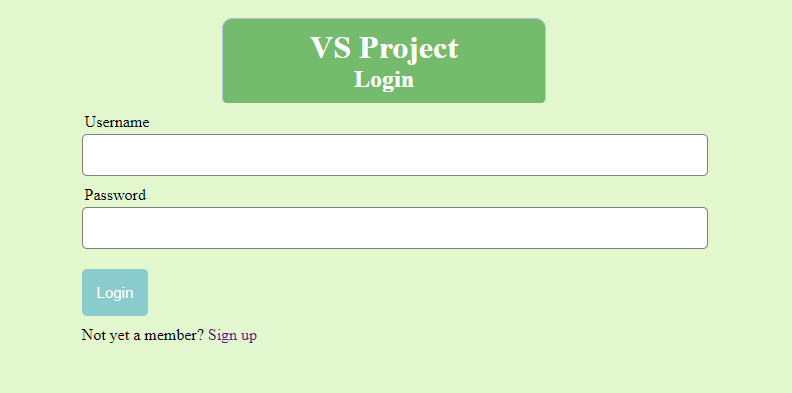 VS Project
Login
Username
Password
Login
Not yet a member? Sign up